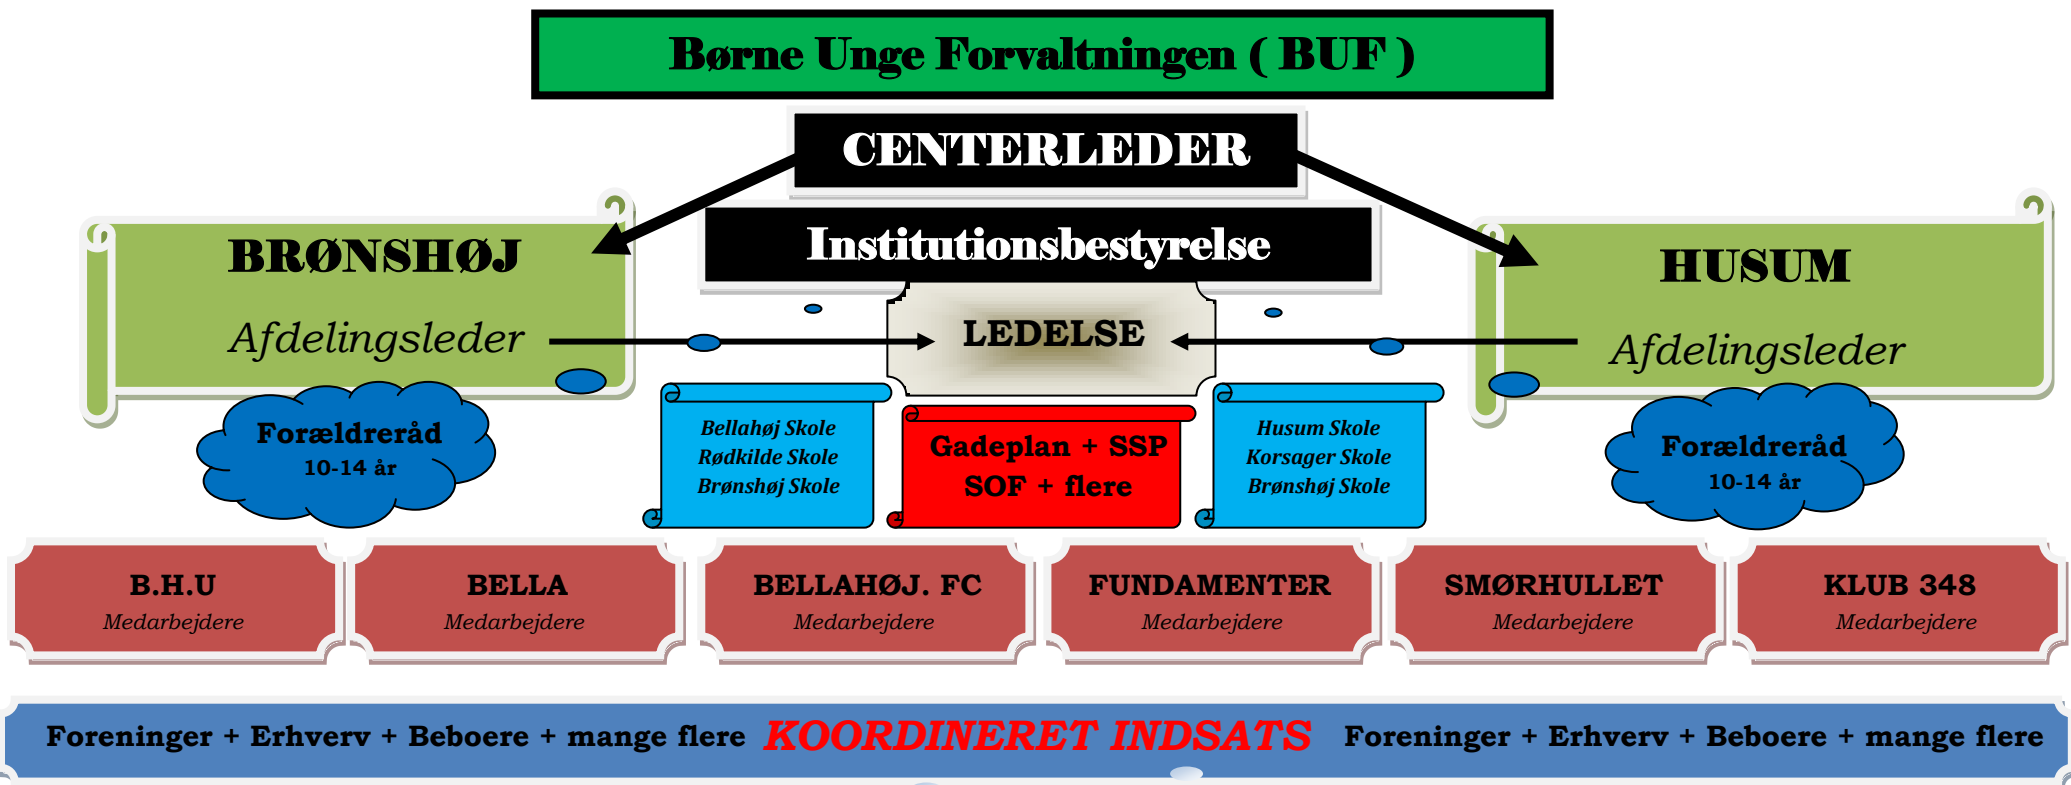 Børne Unge Forvaltningen ( BUF )
CENTERLEDER
Institutionsbestyrelse
BRØNSHØJ
Afdelingsleder
LEDELSE
HUSUM
Afdelingsleder
Forældreråd
10-14 år
Bellahøj Skole
Rødkilde Skole
Brønshøj Skole
Gadeplan + SSP
SOF + flere
Husum Skole
Korsager Skole
Brønshøj Skole
Forældreråd
10-14 år
B.H.U
Medarbejdere
BELLA
Medarbejdere
BELLAHØJ. FC
Medarbejdere
FUNDAMENTER
Medarbejdere
SMØRHULLET
Medarbejdere
KLUB 348
Medarbejdere
Foreninger + Erhverv + Beboere + mange flere KOORDINERET INDSATS Foreninger + Erhverv + Beboere + mange flere